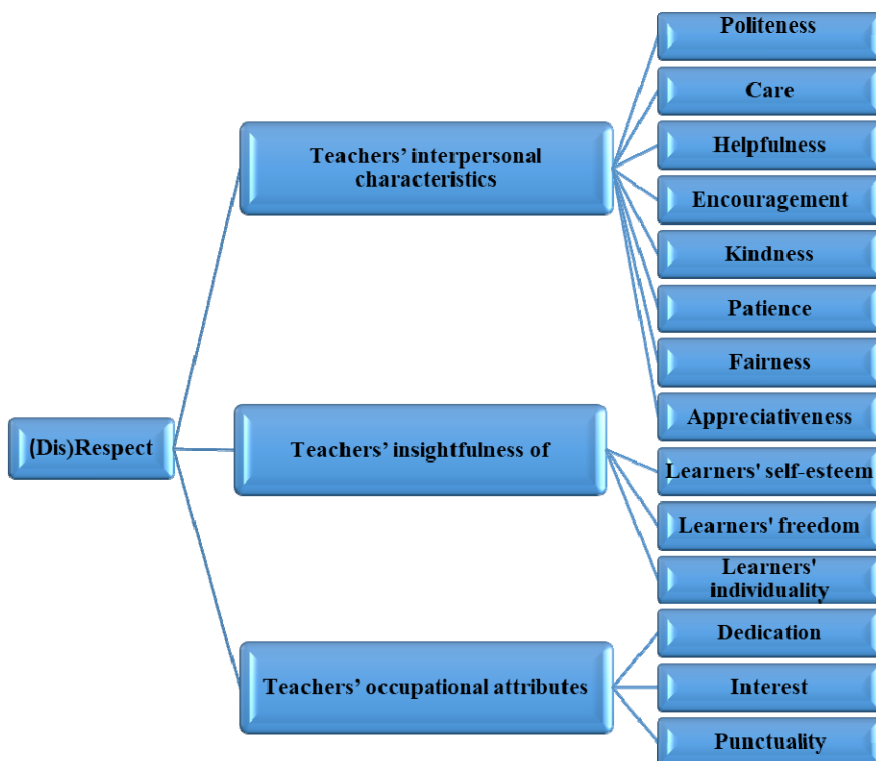 Politeness
Care
Teachers’ interpersonal
characteristics
Helpfulness
Encouragement
Kindness
Patience
Fairness
Appreciativeness
(Dis)Respect
Teachers’ insightfulness of
Learners' self-esteem
Learners' freedom
Learners'
individuality
Dedication
Teachers’ occupational attributes
Interest
Punctuality